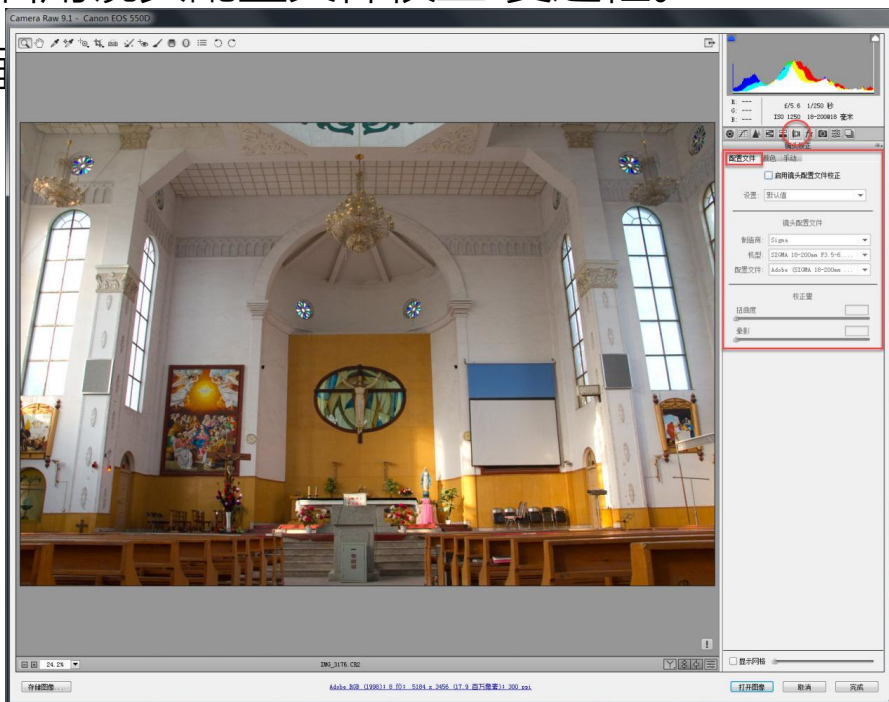 Camera Raw 9.1 - Canon EOS 550D
R: ---
G: ---
B: ---
f/5.6 1/250 秒
ISO 1250 18-200@18 毫米
镜头校正
配置文件 颜色 手动
启用镜头配置文件校正
设置: 默认值
镜头配置文件
制造商: Sigma
机型: SIGMA 18-200mm F3.5-6....
配置文件: Adobe (SIGMA 18-200mm ...
校正量
扭曲度
晕影
24.2%
IMG_3176.CR2
显示网格
存储图像...
Adobe RGB (1998); 8 位; 5184 x 3456 (17.9 百万像素); 300 ppi
打开图像 取消 完成